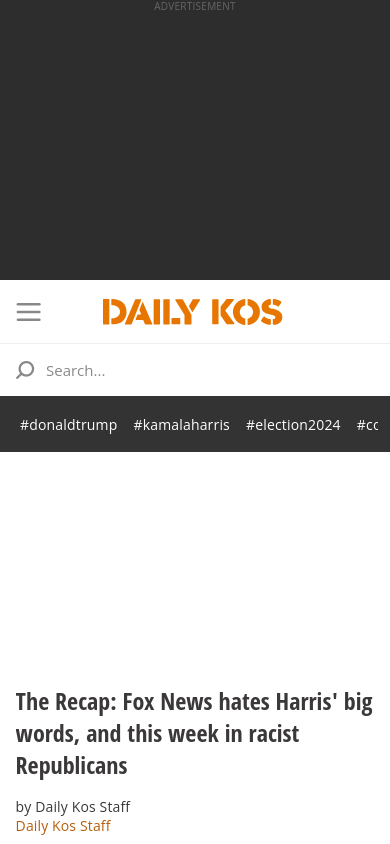 ADVERTISEMENT
DAILY KOS
Search...
#donaldtrump #kamalaharris #election2024
The Recap: Fox News hates Harris' big
words, and this week in racist
Republicans
by Daily Kos Staff
Daily Kos Staff